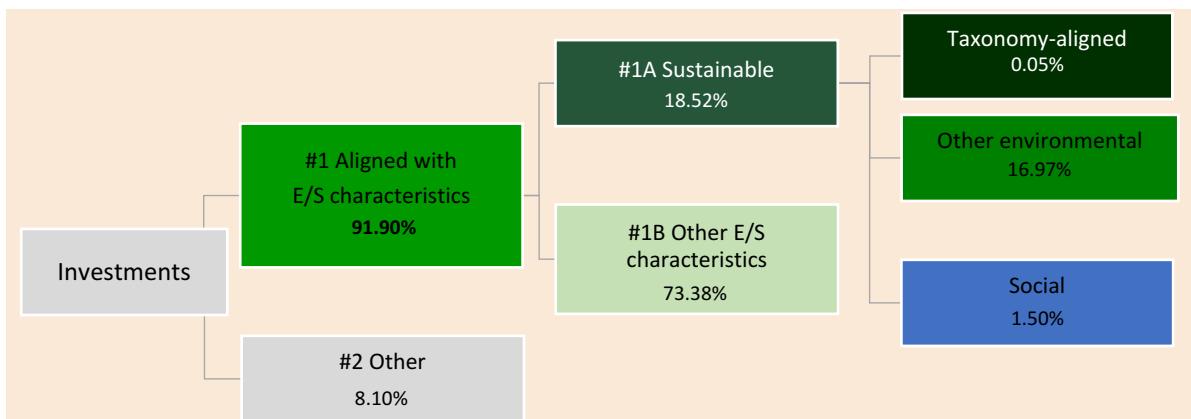 Investments
#1 Aligned with
E/S characteristics
91.90%
#2 Other
8.10%
#1A Sustainable
18.52%
#1B Other E/S
characteristics
73.38%
Taxonomy-aligned
0.05%
Other environmental
16.97%
Social
1.50%